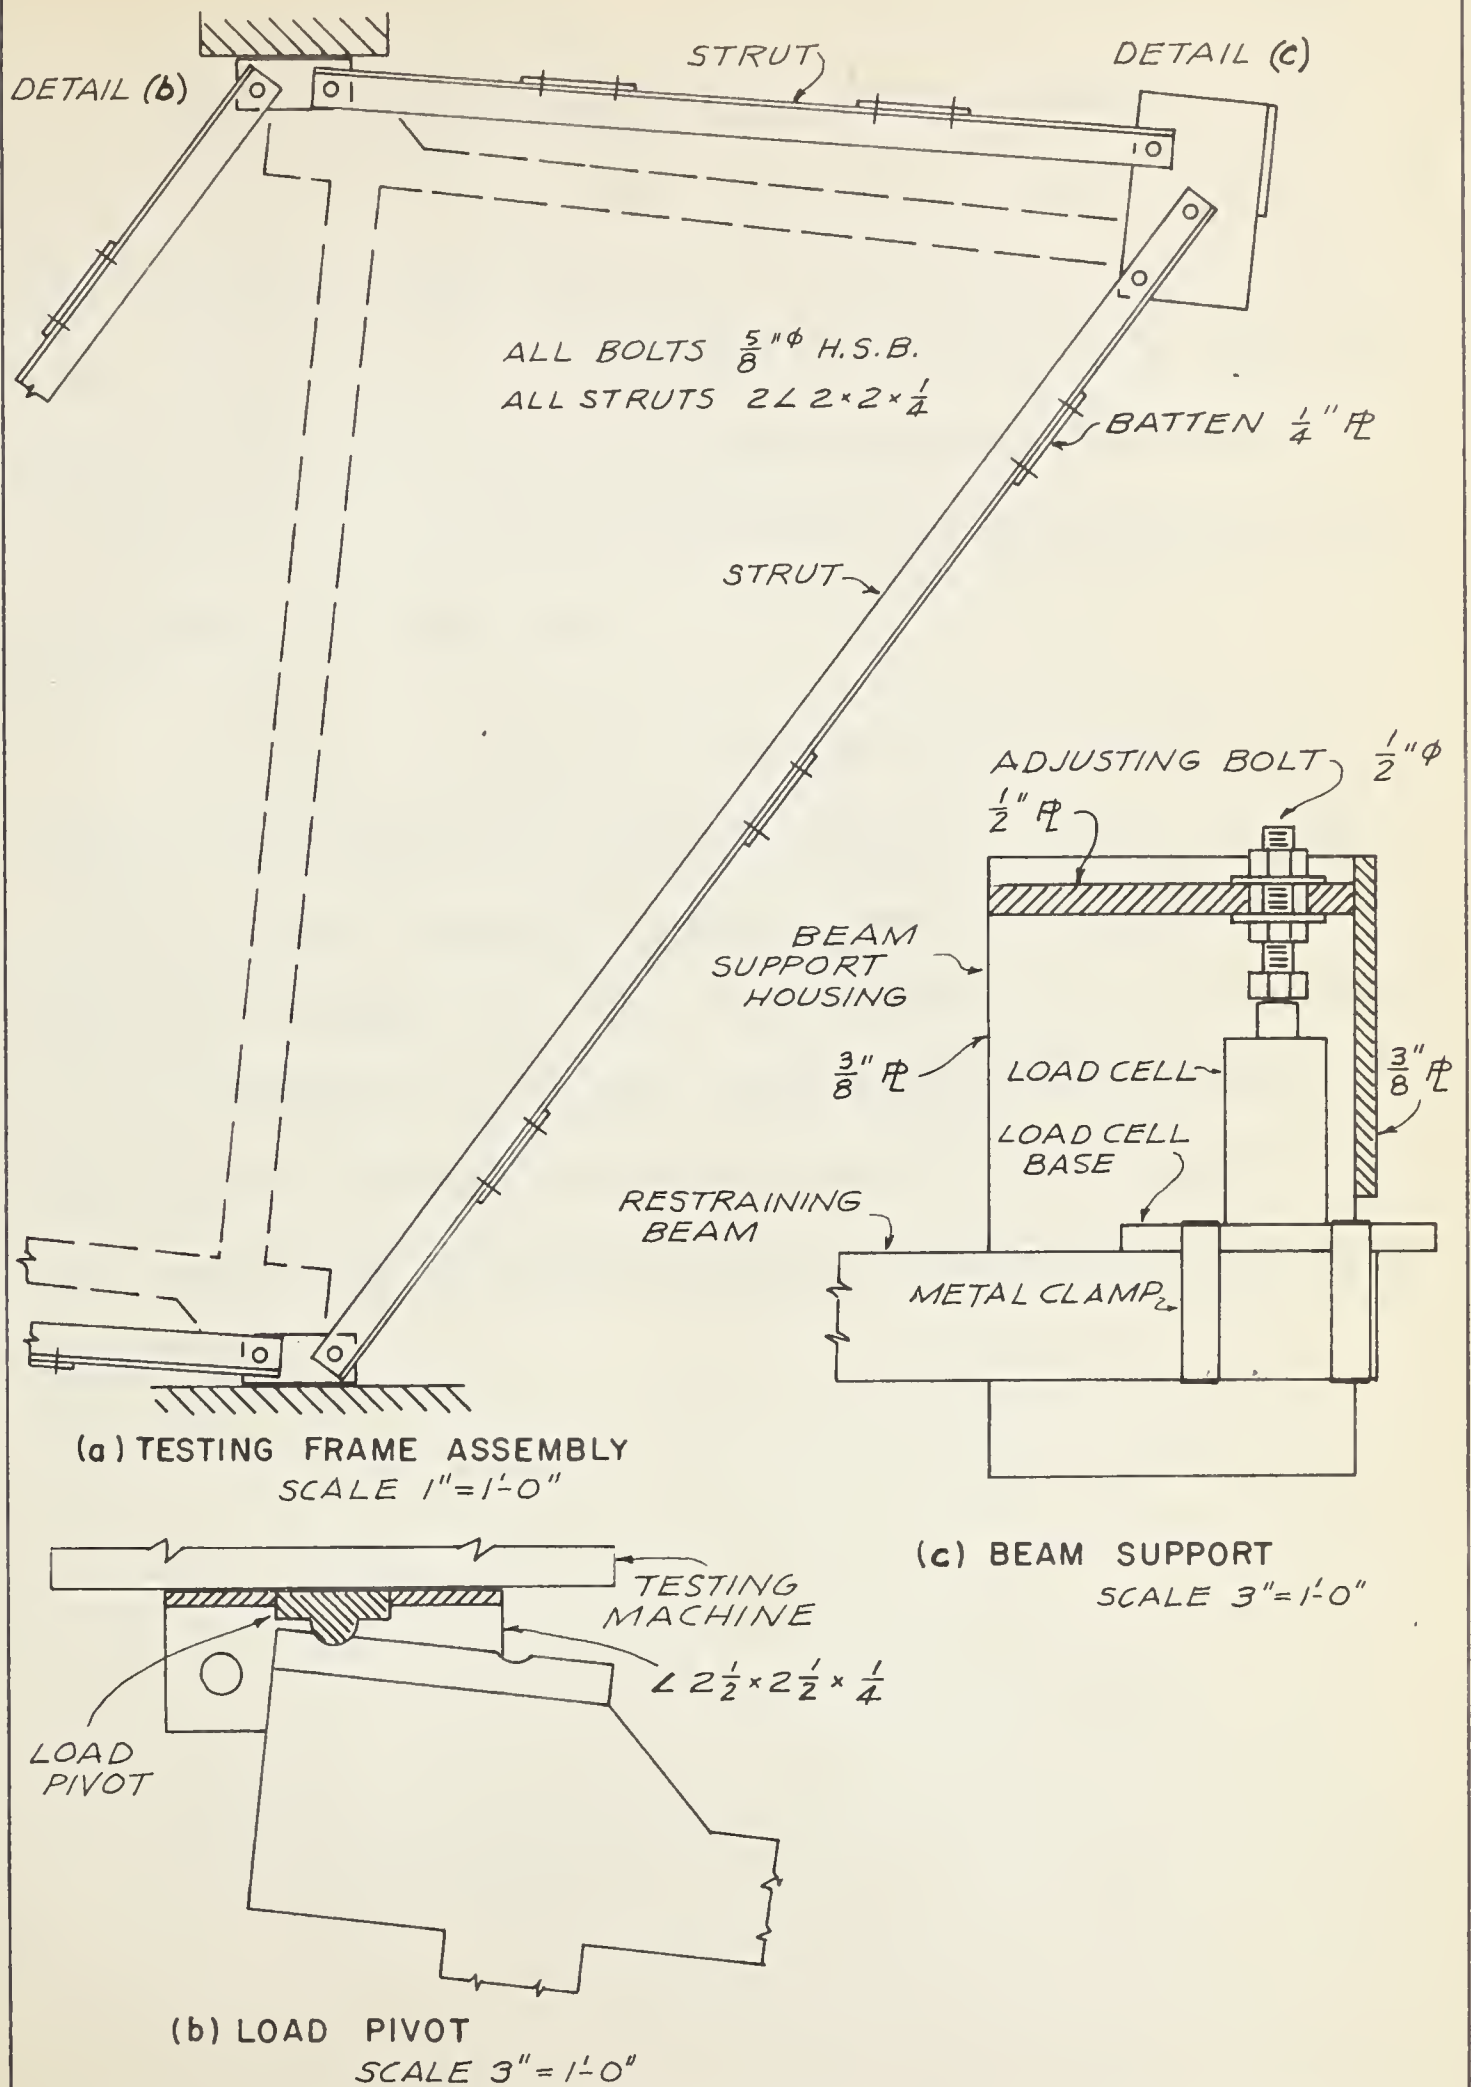 DETAIL (b)
STRUT
DETAIL (c)
ALL BOLTS 5/8"ϕ H.S.B.
ALL STRUTS 2∠ 2×2×1/4
BATTEN 1/4" ℄
STRUT
ADJUSTING BOLT 1/2"ϕ
1/2" PL
BEAM
SUPPORT
HOUSING
3/8" PL
LOAD CELL
3/8" PL
LOAD CELL
BASE
RESTRAINING
BEAM
METAL CLAMP
(a) TESTING FRAME ASSEMBLY
SCALE 1"=1'-0"
(c) BEAM SUPPORT
SCALE 3"=1'-0"
TESTING
MACHINE
∠ 2 1/2 × 2 1/2 × 1/4
LOAD
PIVOT
(b) LOAD PIVOT
SCALE 3"=1'-0"